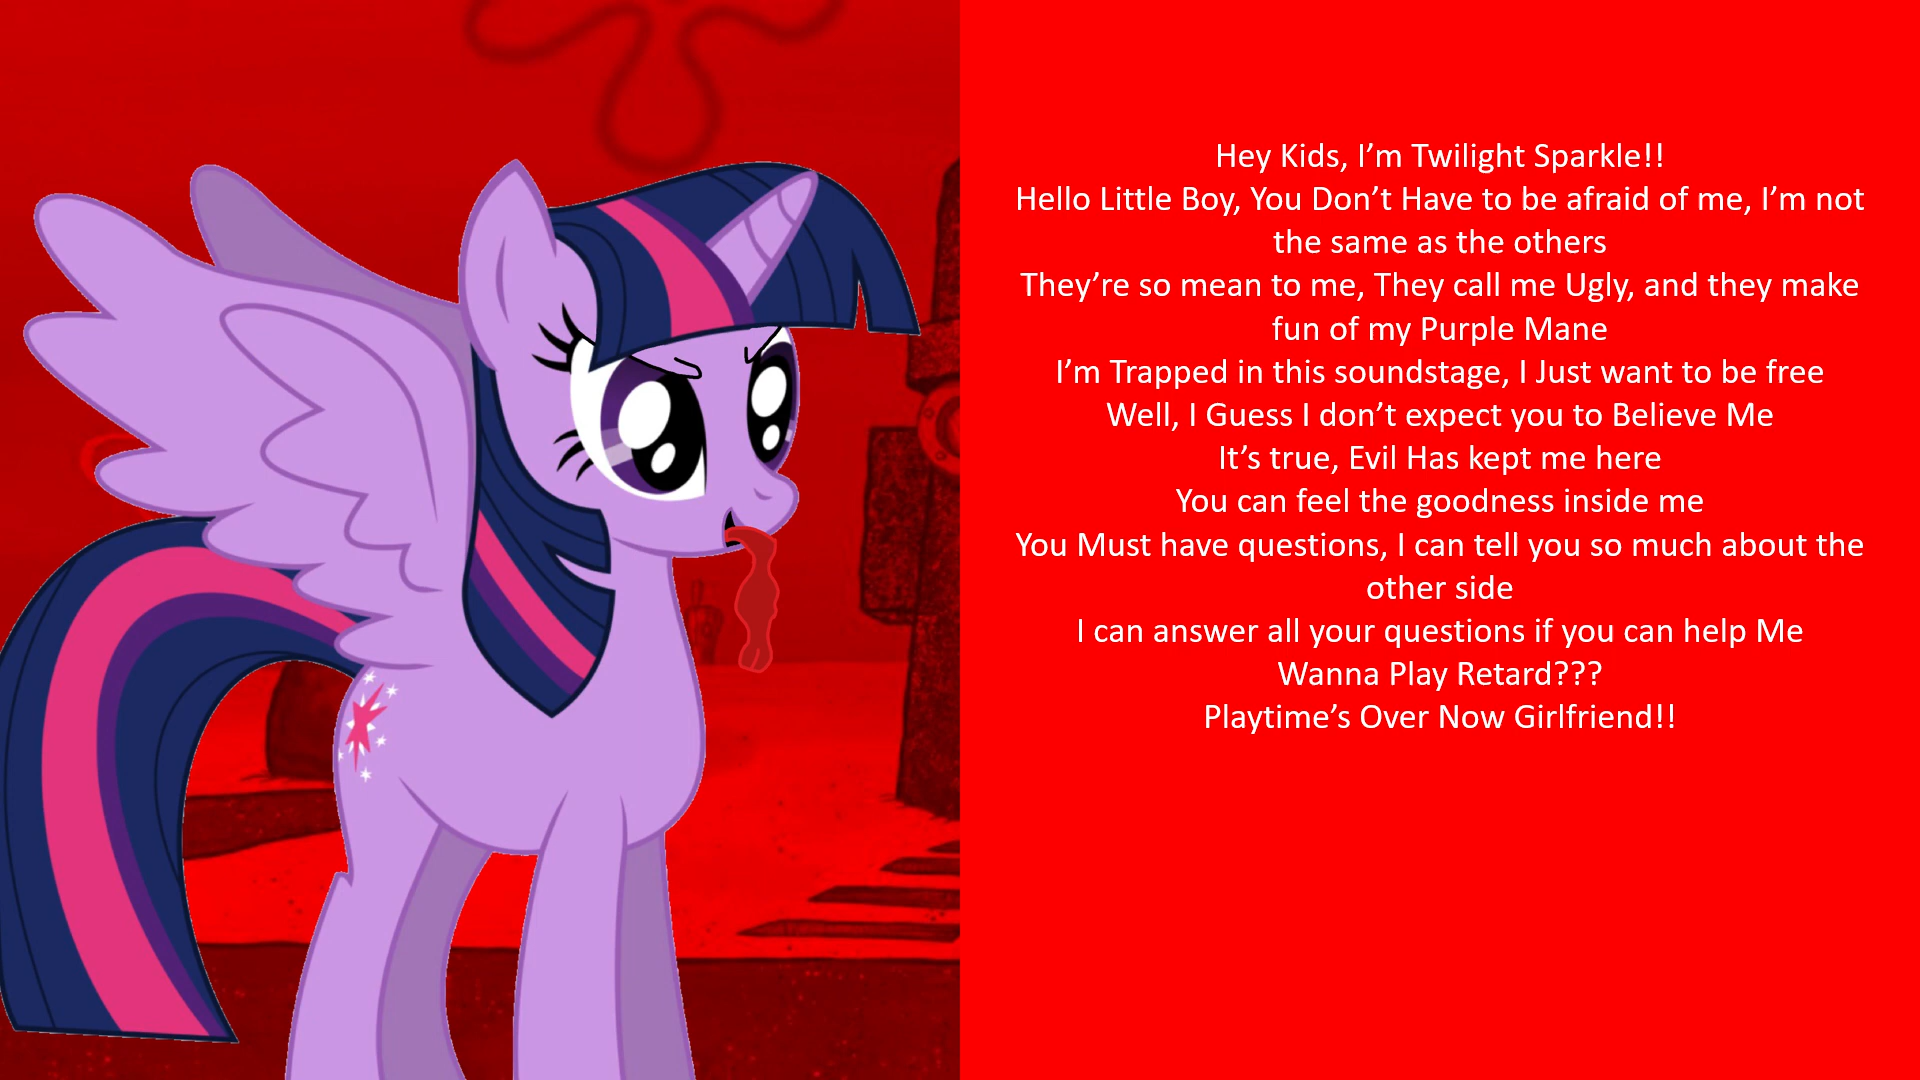 Hey Kids, I’m Twilight Sparkle!!
Hello Little Boy, You Don’t Have to be afraid of me, I’m not
the same as the others
They’re so mean to me, They call me Ugly, and they make
fun of my Purple Mane
I’m Trapped in this soundstage, I Just want to be free
Well, I Guess I don’t expect you to Believe Me
It’s true, Evil Has kept me here
You can feel the goodness inside me
You Must have questions, I can tell you so much about the
other side
I can answer all your questions if you can help Me
Wanna Play Retard???
Playtime’s Over Now Girlfriend!!